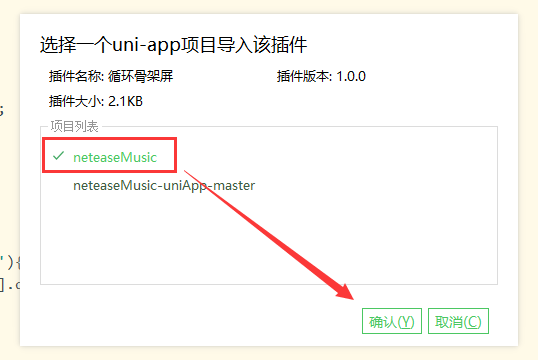 选择一个uni-app项目导入该插件
插件名称: 循环骨架屏 插件版本: 1.0.0
插件大小: 2.1KB
;
项目列表
neteaseMusic
neteaseMusic-uniApp-master
')
].c
确认(Y) 取消(C)